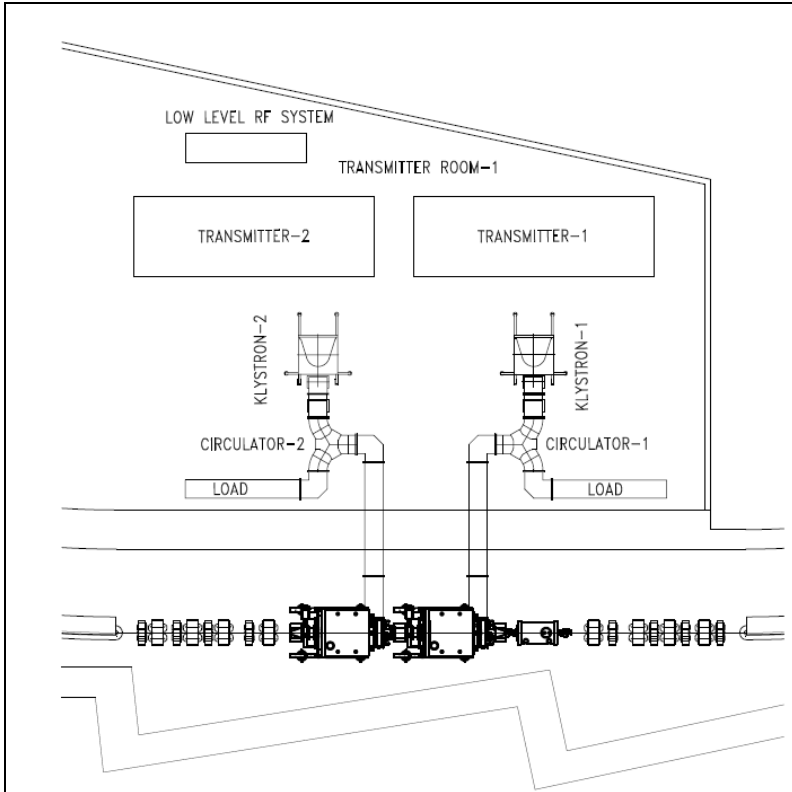 LOW LEVEL RF SYSTEM
TRANSMITTER ROOM-1
TRANSMITTER-2
TRANSMITTER-1
KLYSTRON-2
KLYSTRON-1
CIRCULATOR-2
CIRCULATOR-1
LOAD
LOAD